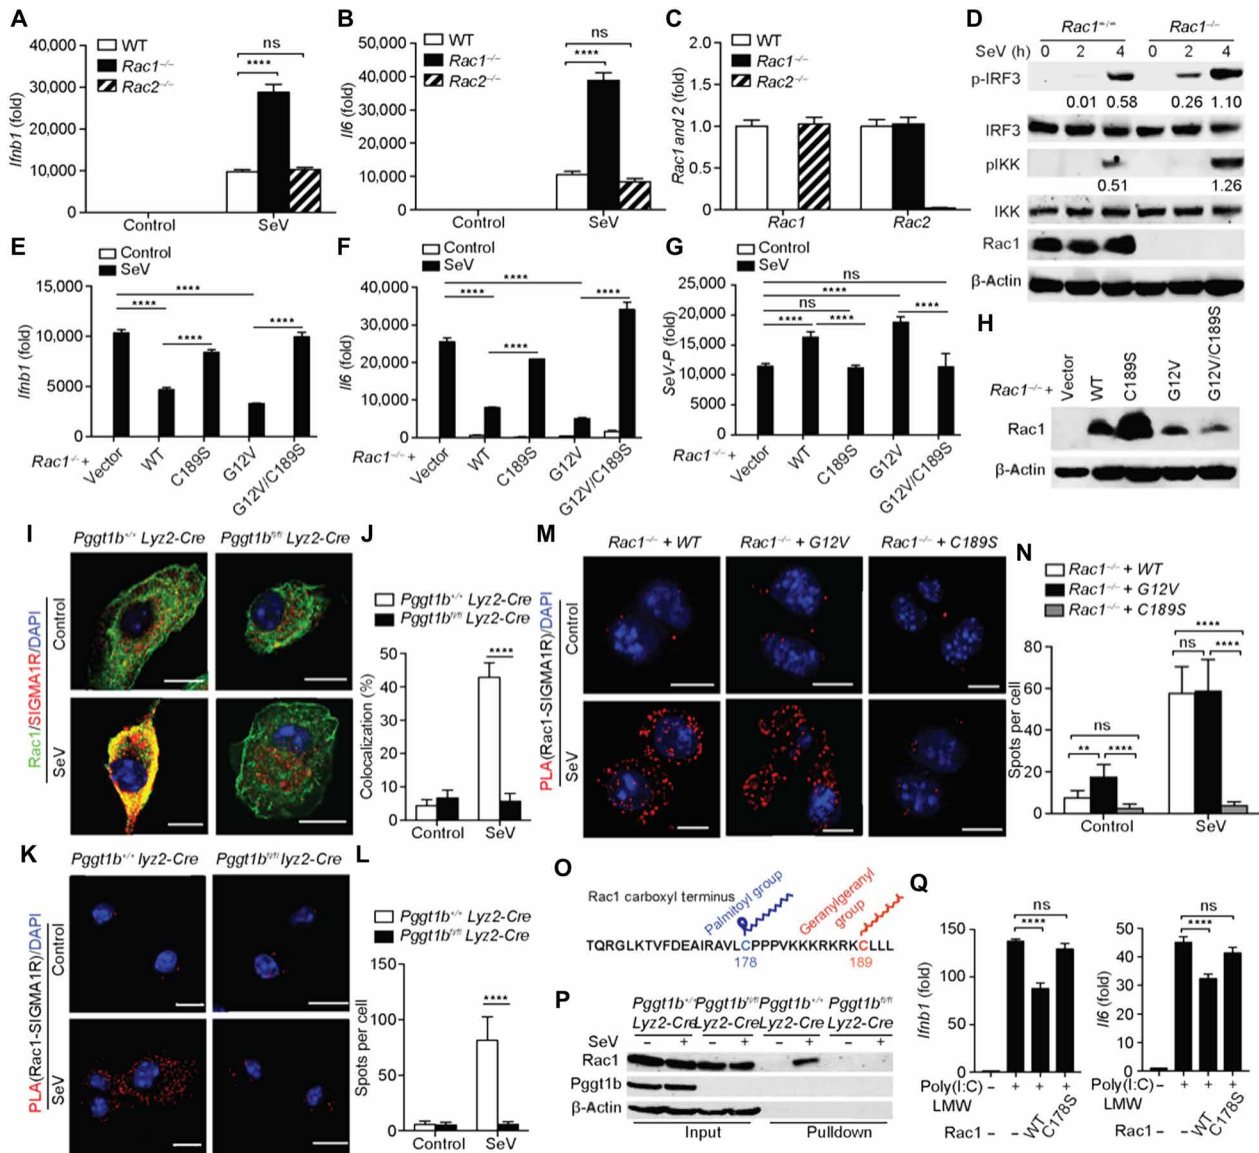 A
WT
Rac1⁻/⁻
Rac2⁻/⁻
ns
****
40,000
30,000
20,000
10,000
0
Ifnb1 (fold)
Control
SeV
B
WT
Rac1⁻/⁻
Rac2⁻/⁻
ns
****
50,000
40,000
30,000
20,000
10,000
0
Il6 (fold)
Control
SeV
C
WT
Rac1⁻/⁻
Rac2⁻/⁻
2.0
1.5
1.0
0.5
0
Rac1 and 2 (fold)
Rac1
Rac2
D
Rac1⁺/⁺ Rac1⁻/⁻
SeV (h) 0 2 4 0 2 4
p-IRF3
0.01 0.58 0.26 1.10
IRF3
pIKK
0.51 1.26
IKK
Rac1
β-Actin
E
Control
SeV
15,000
10,000
5000
0
Ifnb1 (fold)
****
****
****
****
Rac1⁻/⁻ +
Vector
WT
C189S
G12V
G12V//C189S
F
Control
SeV
40,000
30,000
20,000
10,000
0
Il6 (fold)
****
****
****
****
Rac1⁻/⁻ +
Vector
WT
C189S
G12V
G12V//C189S
G
Control
SeV
25,000
20,000
15,000
10,000
5000
0
SeV-P (fold)
ns
****
ns
****
****
****
Rac1⁻/⁻ +
Vector
WT
C189S
G12V
G12V/C189S
H
Rac1⁻/⁻ +
Vector
WT
C189S
G12V
G12V/C189S
Rac1
β-Actin
I
Pggt1b⁺/⁺ Lyz2-Cre Pggt1bᶠˡ/ᶠˡ Lyz2-Cre
Rac1/SIGMA1R/DAPI
Control
SeV
J
Pggt1b⁺/⁺ Lyz2-Cre
Pggt1bᶠˡ/ᶠˡ Lyz2-Cre
****
50
40
30
20
10
0
Colocalization (%)
Control
SeV
M
Rac1⁻/⁻ + WT Rac1⁻/⁻ + G12V Rac1⁻/⁻ + C189S
PLA(Rac1-SIGMA1R)/DAPI
Control
SeV
N
Rac1⁻/⁻ + WT
Rac1⁻/⁻ + G12V
Rac1⁻/⁻ + C189S
80
60
40
20
0
Spots per cell
ns
** ****
****
ns ****
Control
SeV
K
Pggt1b⁺/⁺ lyz2-Cre Pggt1bᶠˡ/ᶠˡ lyz2-Cre
PLA(Rac1-SIGMA1R)/DAPI
Control
SeV
L
Pggt1b⁺/⁺ Lyz2-Cre
Pggt1bᶠˡ/ᶠˡ Lyz2-Cre
****
150
100
50
0
Spots per cell
Control
SeV
O
Rac1 carboxyl terminus
Palmitoyl group
Geranylgeranyl
group
TQRGLKTVFDEAIRAVLCPPPVKKKRKRKCLLL
178 189
P
Pggt1b⁺/⁺ Pggt1bᶠˡ/ᶠˡ Pggt1b⁺/⁺ Pggt1bᶠˡ/ᶠˡ
Lyz2-Cre Lyz2-Cre Lyz2-Cre Lyz2-Cre
SeV – + – + – + – +
Rac1
Pggt1b
β-Actin
Input Pulldown
Q
ns
****
150
100
50
0
Ifnb1 (fold)
Poly(I:C) – + + +
LMW
Rac1 – – WT C178S
ns
****
50
40
30
20
10
0
Il6 (fold)
Poly(I:C) – + + +
LMW
Rac1 – – WT C178S